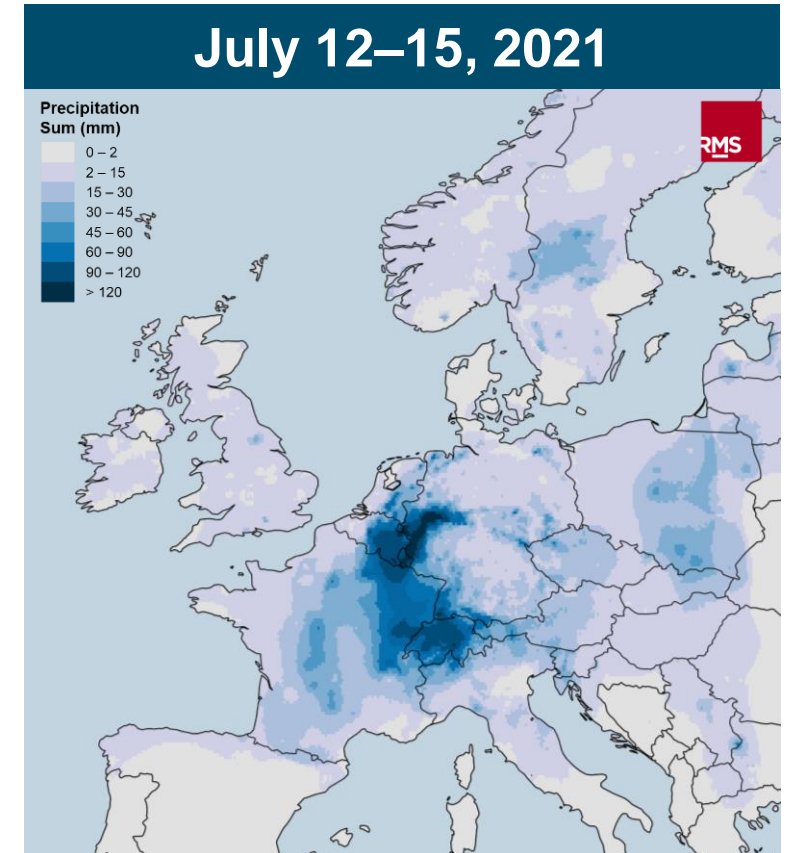 July 12–15, 2021
Precipitation
Sum (mm)
0 – 2
2 – 15
15 – 30
30 – 45
45 – 60
60 – 90
90 – 120
> 120
RMS